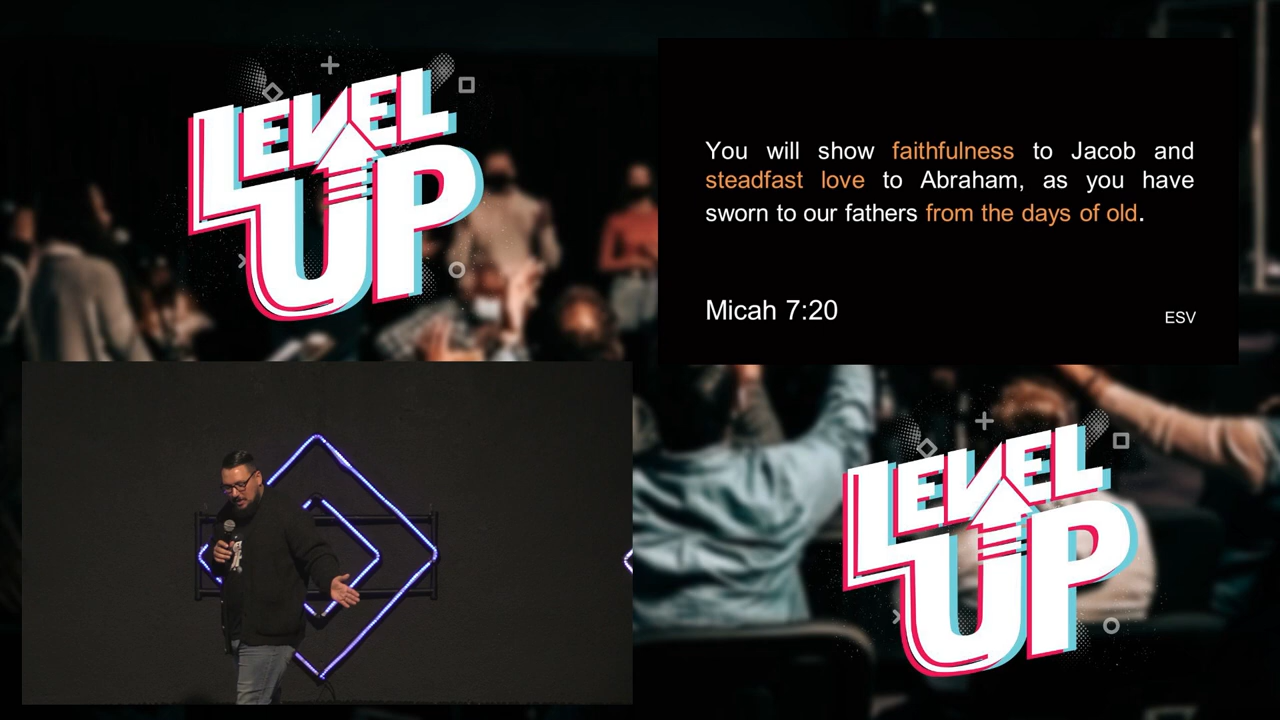 LEVEL
UP
You will show faithfulness to Jacob and
steadfast love to Abraham, as you have
sworn to our fathers from the days of old.
Micah 7:20
ESV
LEVEL
UP